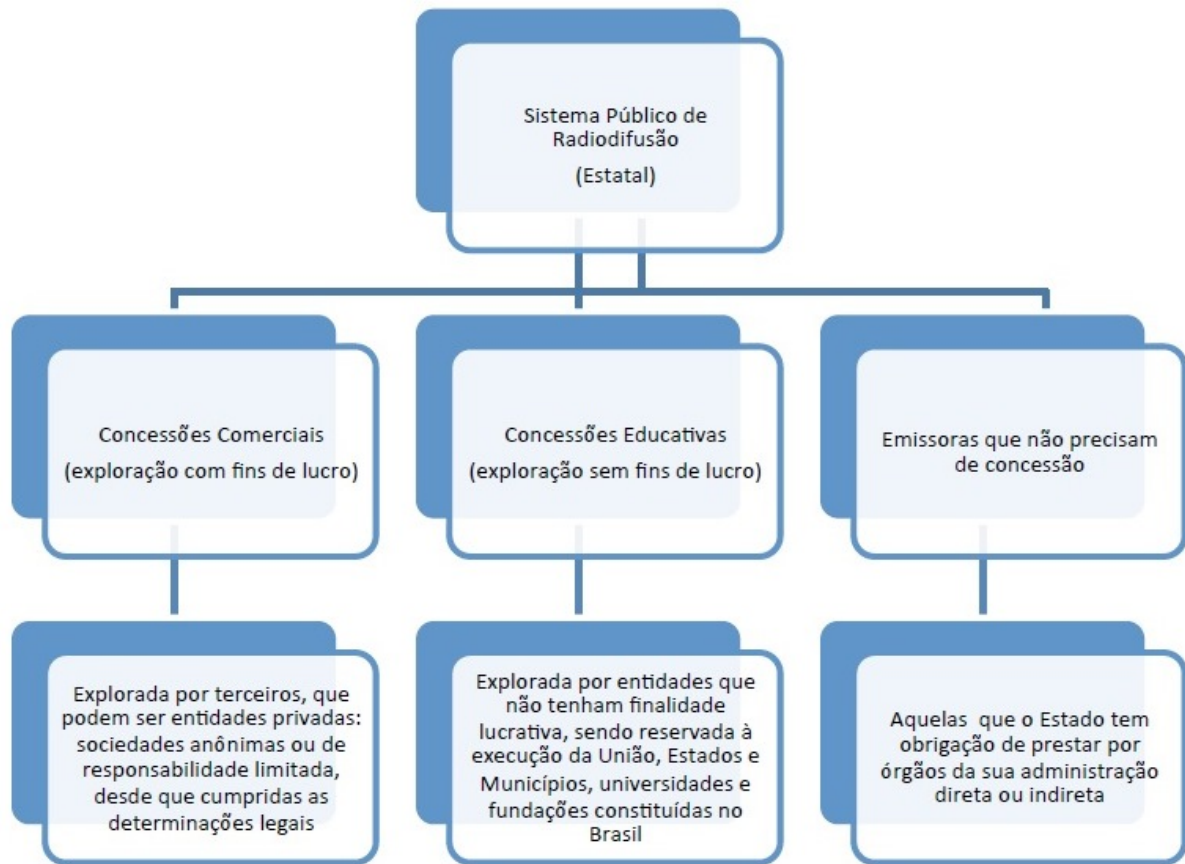 Sistema Público de
Radiodifusão
(Estatal)
Concessões Comerciais
(exploração com fins de lucro)
Concessões Educativas
(exploração sem fins de lucro)
Emissoras que não precisam
de concessão
Explorada por terceiros, que
podem ser entidades privadas:
sociedades anônimas ou de
responsabilidade limitada,
desde que cumpridas as
determinações legais
Explorada por entidades que
não tenham finalidade
lucrativa, sendo reservada à
execução da União, Estados e
Municípios, universidades e
fundações constituídas no
Brasil
Aquelas que o Estado tem
obrigação de prestar por
órgãos da sua administração
direta ou indireta